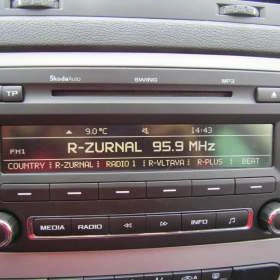 ŠkodaAuto SWING MP3
TP
9.0°C 14:43
FM1 R-ZURNAL 95.9 MHz
COUNTRY R-ZURNAL RADIO 1 R-VLTAVA R-PLUS BEAT
MEDIA RADIO INFO